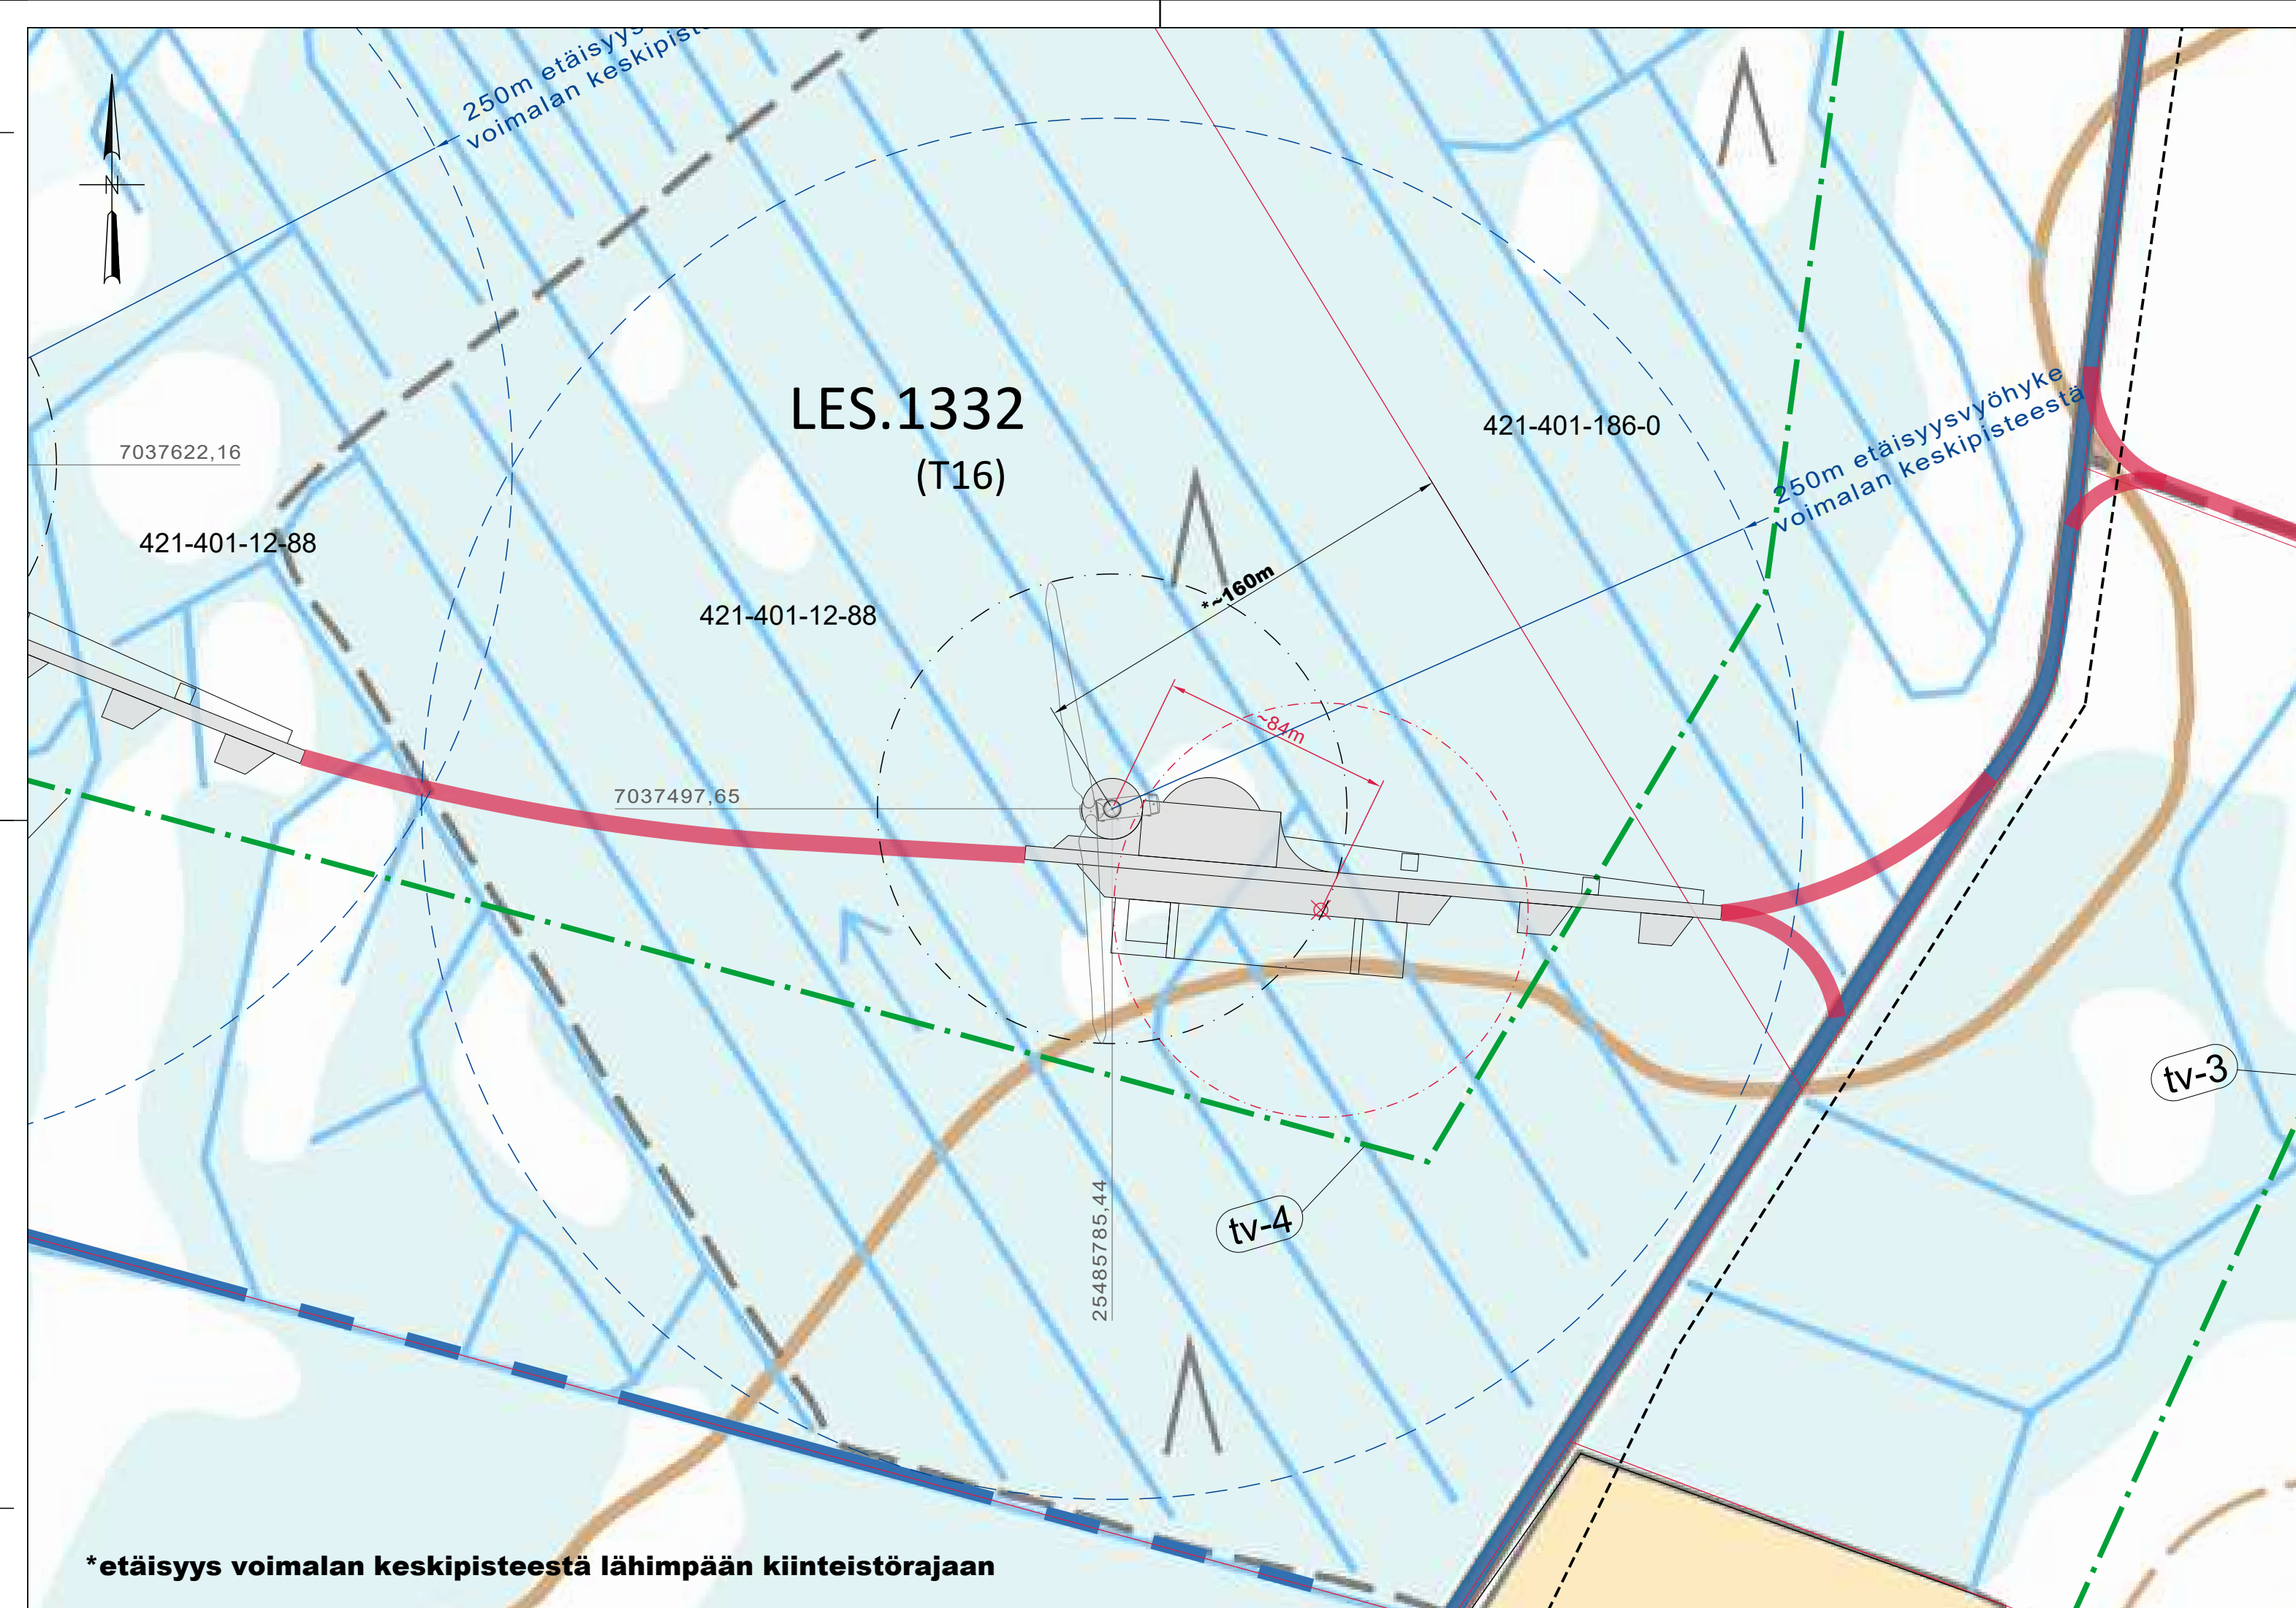 250m etäisyys
voimalan keskipist
N
LES.1332
(T16)
421-401-186-0
250m etäisyysvyöhyke
voimalan keskipisteestä
7037622,16
421-401-12-88
421-401-12-88
*~160m
~84m
7037497,65
tv-3
25485785,44
tv-4
*etäisyys voimalan keskipisteestä lähimpään kiinteistörajaan